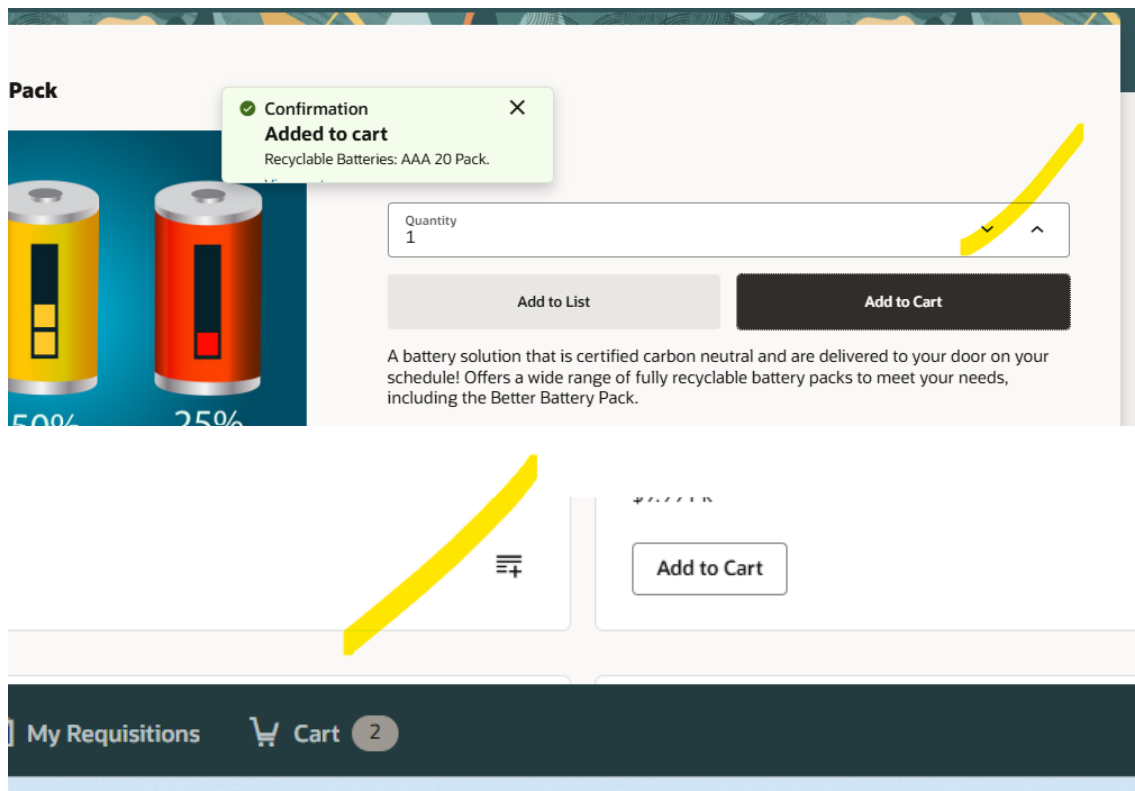 Pack
Confirmation
Added to cart
Recyclable Batteries: AAA 20 Pack.
Quantity
1
Add to List
Add to Cart
A battery solution that is certified carbon neutral and are delivered to your door on your
schedule! Offers a wide range of fully recyclable battery packs to meet your needs,
including the Better Battery Pack.
50%
25%
Add to Cart
My Requisitions
Cart
2